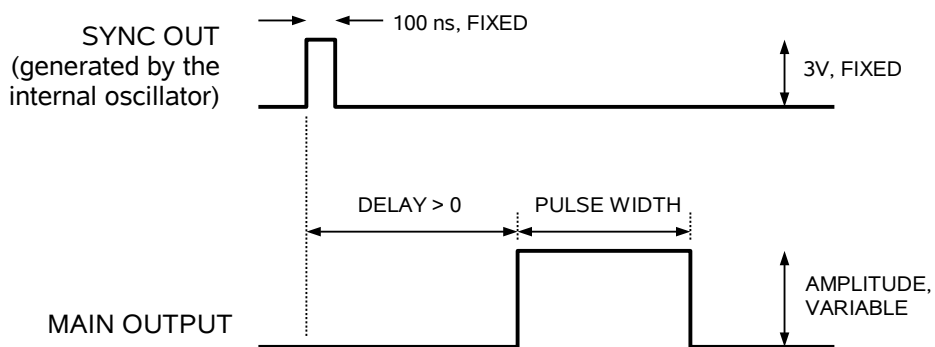 100 ns, FIXED
SYNC OUT
(generated by the
internal oscillator)
3V, FIXED
DELAY > 0
PULSE WIDTH
AMPLITUDE,
VARIABLE
MAIN OUTPUT